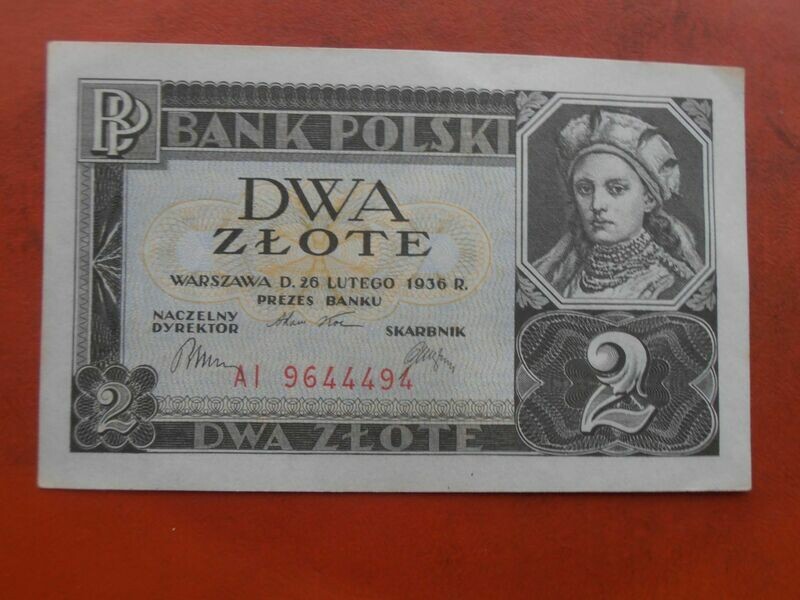 BP
BANK POLSKI
DWA
ZŁOTE
WARSZAWA D. 26 LUTEGO 1936 R.
PREZES BANKU
NACZELNY
DYREKTOR
SKARBNIK
AI 9644494
2
2
DWA ZŁOTE